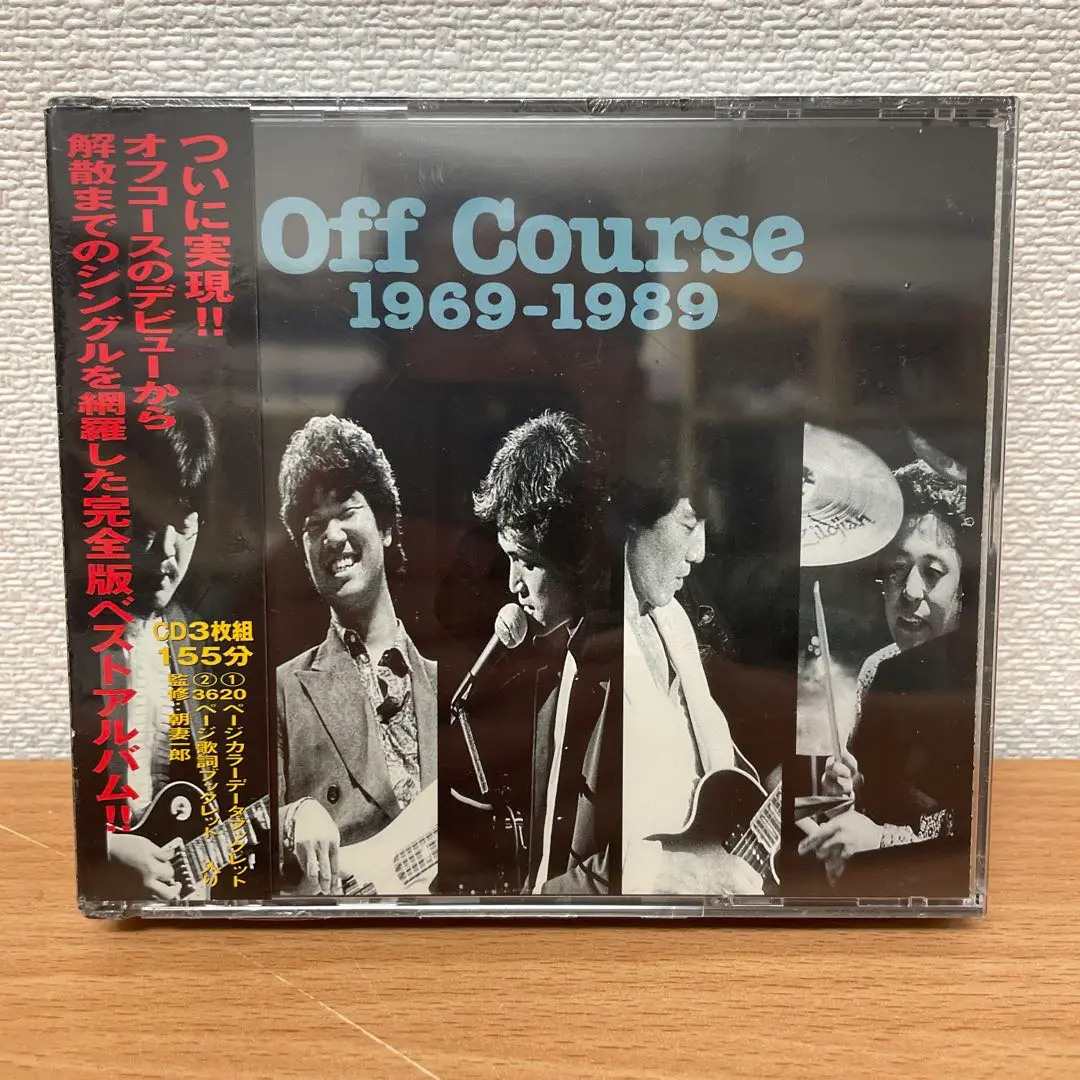 ついに実現!!
オフコースのデビューから
解散までのシングルを網羅した完全版ベストアルバム!!
CD3枚組
155分
①20ページカラーデータブックレット
②36ページ歌詞ブックレット 入り
監修:朝妻一郎
Off Course
1969-1989
Zildjian